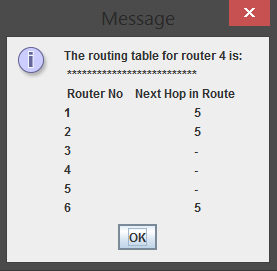 Message
x
The routing table for router 4 is:
**************************
Router No Next Hop in Route
1 5
2 5
3 -
4 -
5 -
6 5
OK